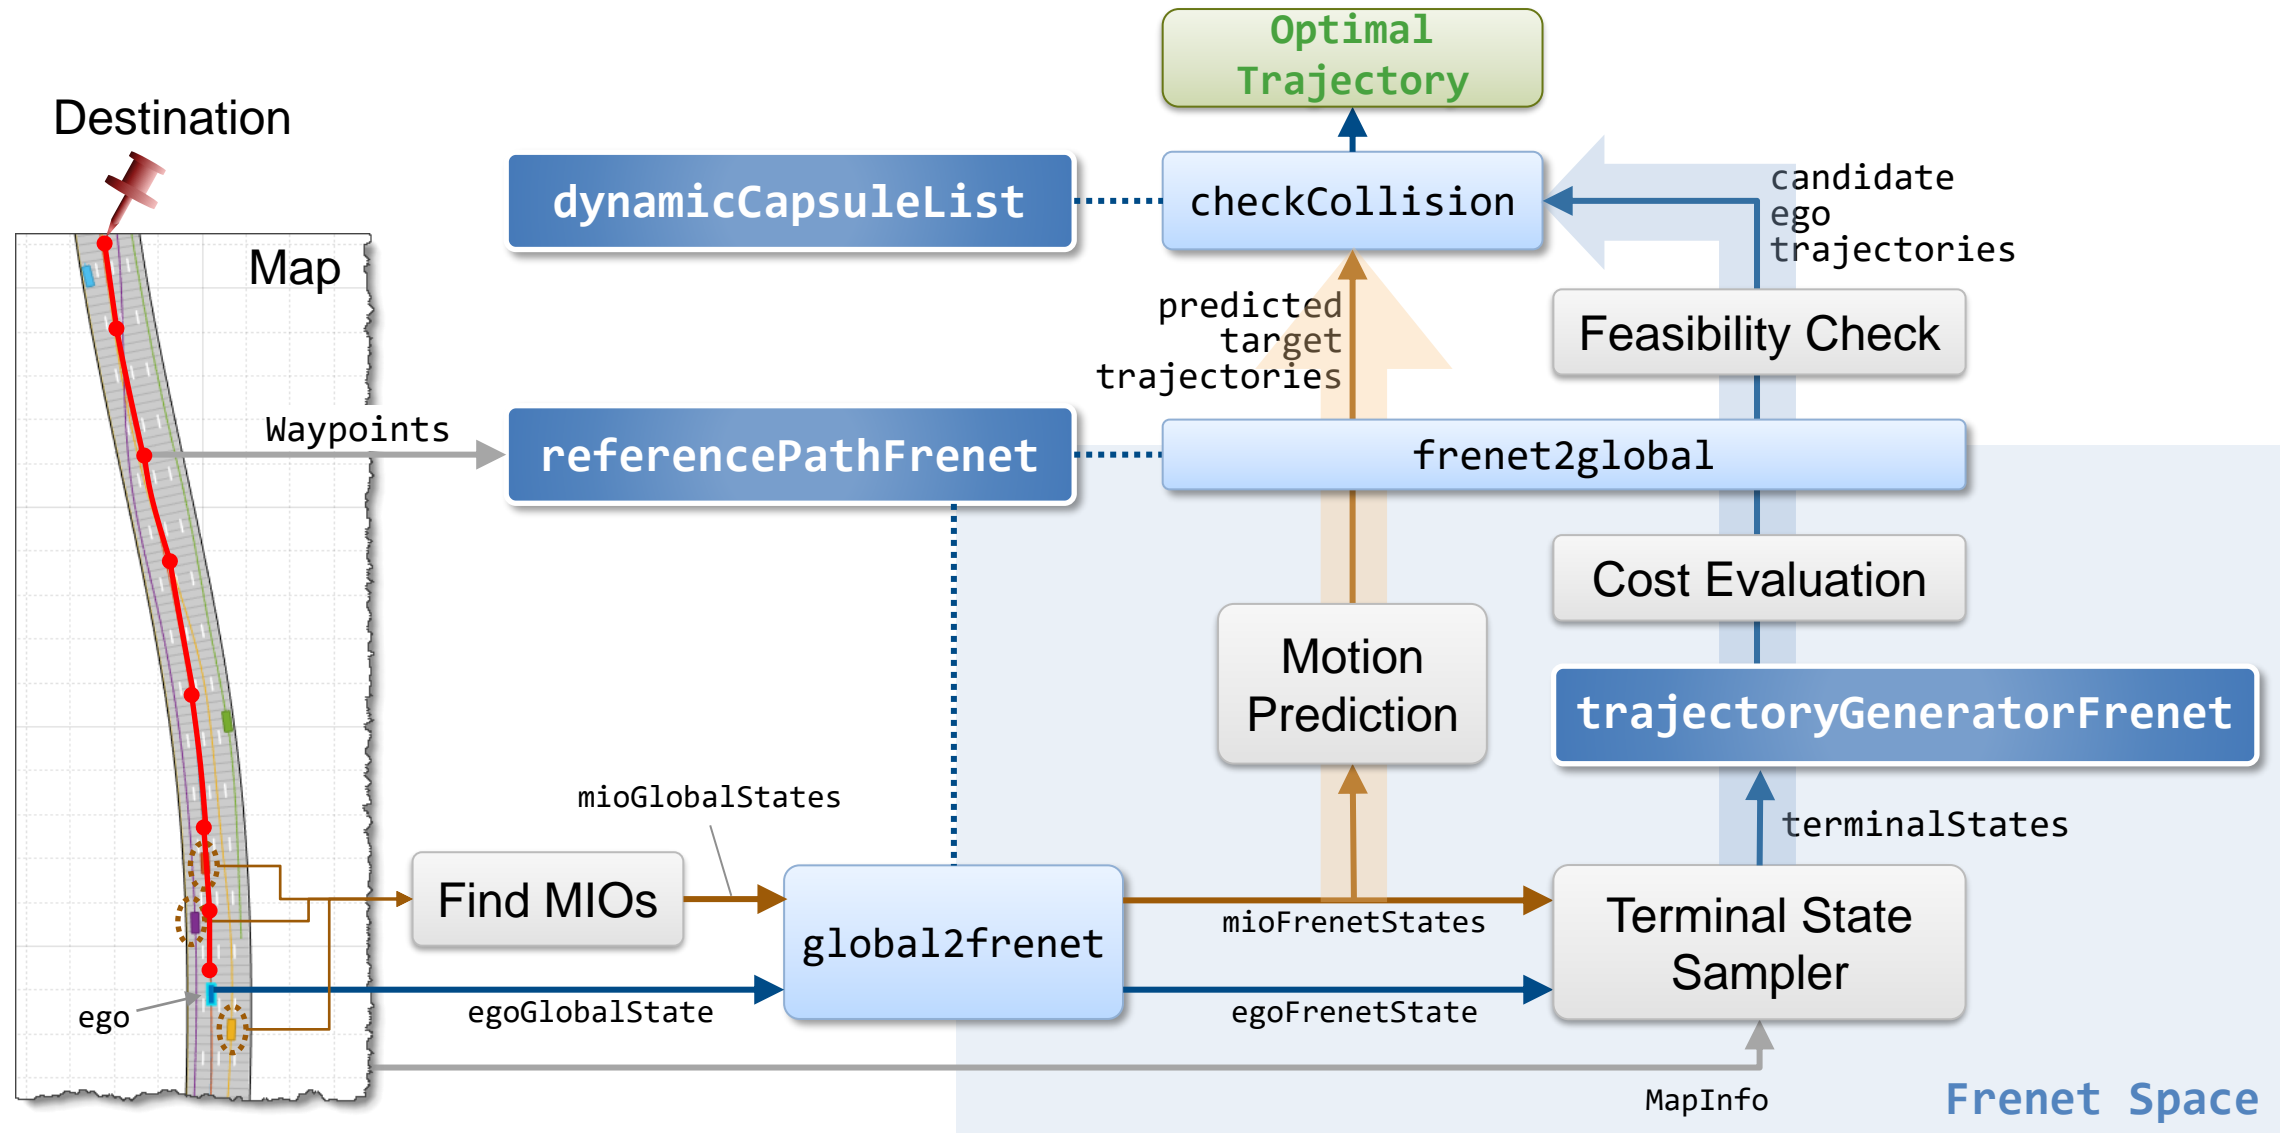 Optimal
Trajectory
Destination
dynamicCapsuleList
checkCollision
candidate
ego
trajectories
Map
predicted
target
trajectories
Feasibility Check
Waypoints
referencePathFrenet
frenet2global
Cost Evaluation
Motion
Prediction
trajectoryGeneratorFrenet
mioGlobalStates
terminalStates
Find MIOs
global2frenet
mioFrenetStates
Terminal State
Sampler
ego
egoGlobalState
egoFrenetState
MapInfo
Frenet Space